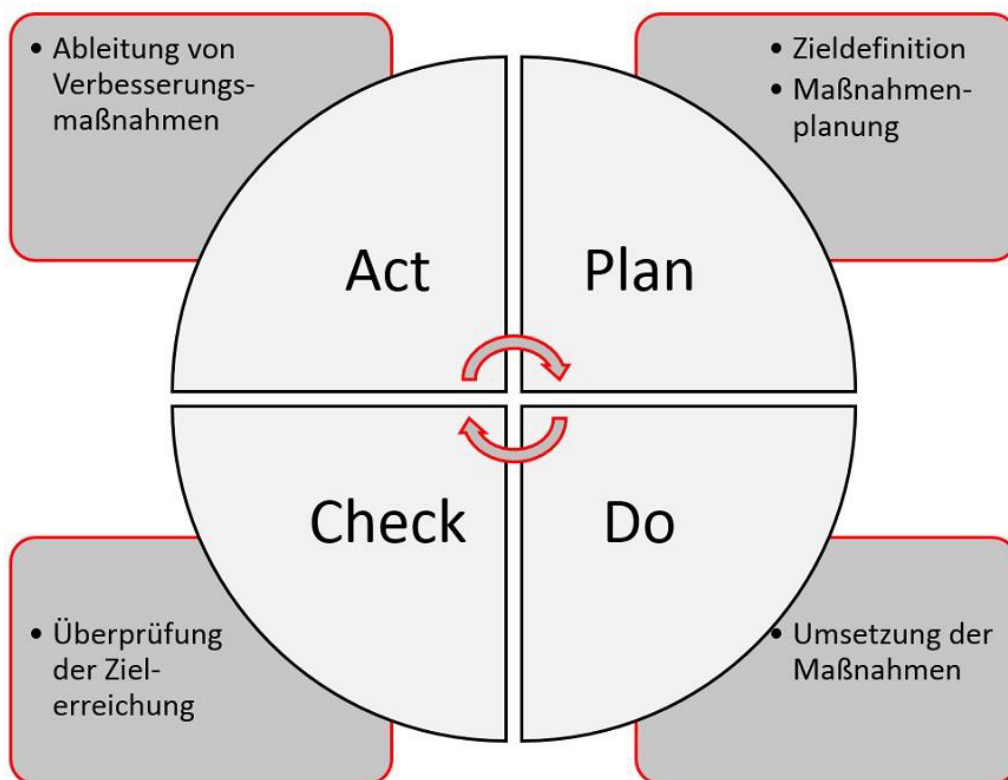 • Ableitung von
Verbesserungs-
maßnahmen
• Zieldefinition
• Maßnahmen-
planung
Act
Plan
Check
Do
• Überprüfung
der Ziel-
erreichung
• Umsetzung der
Maßnahmen